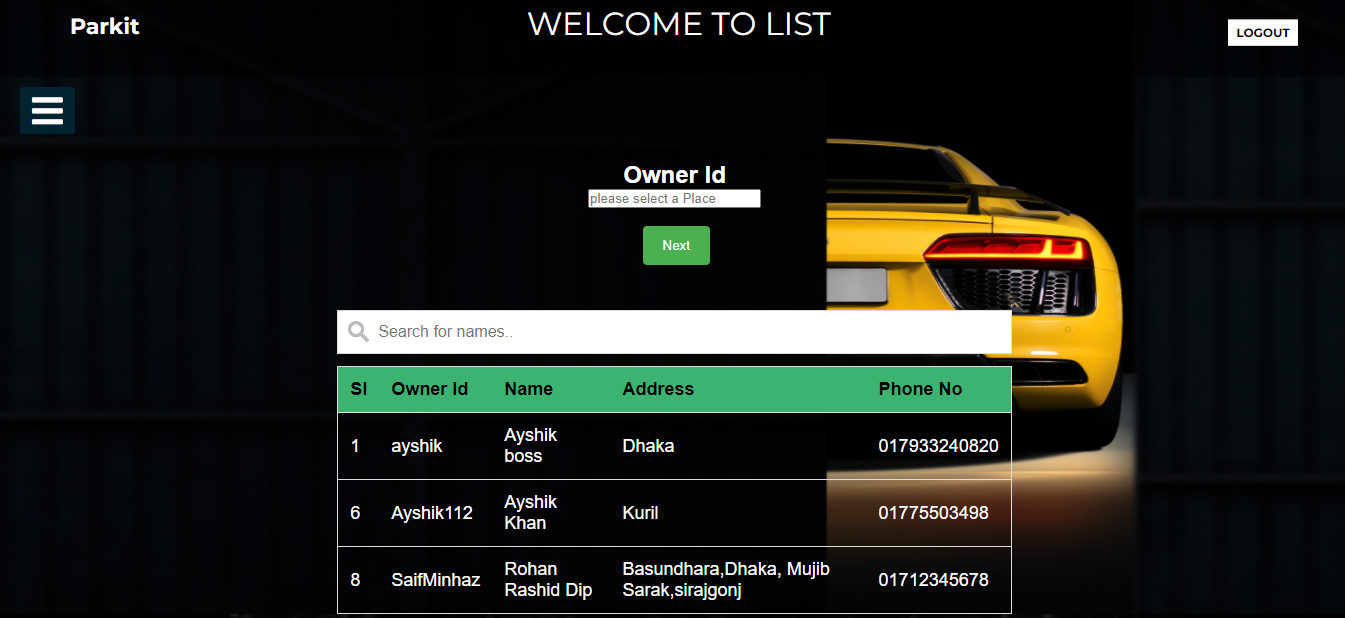 Parkit
WELCOME TO LIST
LOGOUT
Owner Id
please select a Place
Next
Search for names..
Sl Owner Id Name Address Phone No
1 ayshik Ayshik boss Dhaka 017933240820
6 Ayshik112 Ayshik Khan Kuril 01775503498
8 SaifMinhaz Rohan Rashid Dip Basundhara,Dhaka, Mujib Sarak,sirajgonj 01712345678